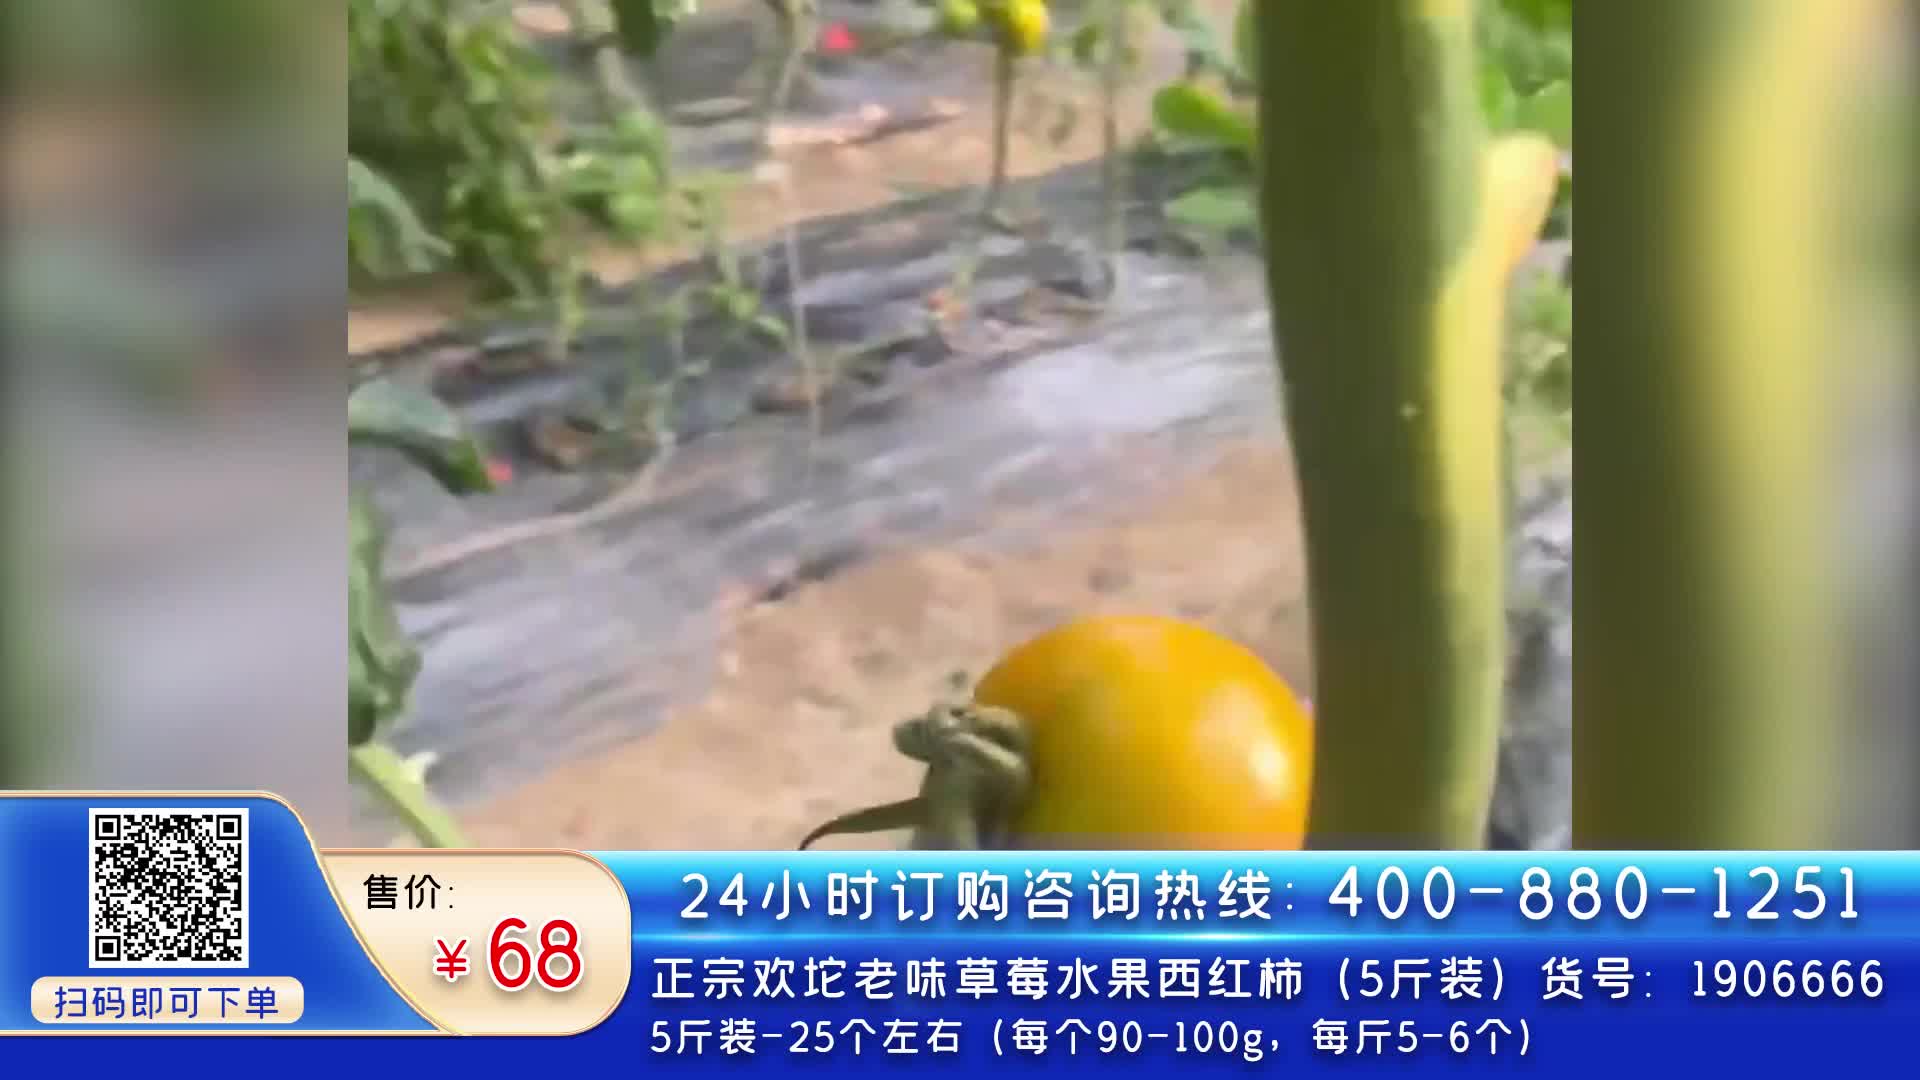 24小时订购咨询热线：400-880-1251
售价：
￥68
正宗欢坨老味草莓水果西红柿（5斤装）货号：1906666
扫码即可下单
5斤装-25个左右（每个90-100g，每斤5-6个）